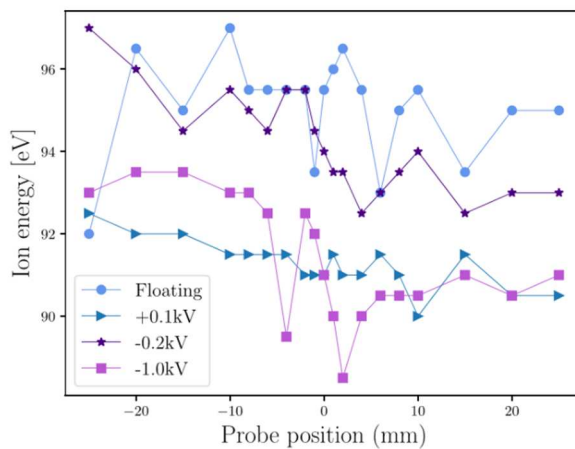 Ion energy [eV]
96
94
92
90
Floating
+0.1kV
-0.2kV
-1.0kV
−20
−10
0
10
20
Probe position (mm)